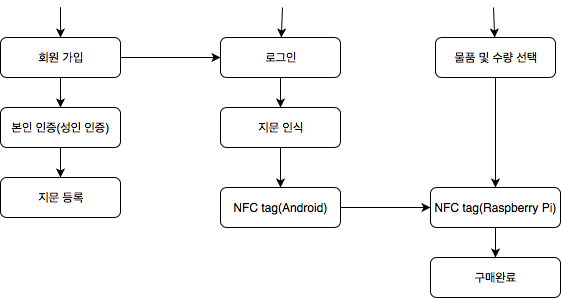 회원 가입
로그인
물품 및 수량 선택
본인 인증(성인 인증)
지문 인식
지문 등록
NFC tag(Android)
NFC tag(Raspberry Pi)
구매완료